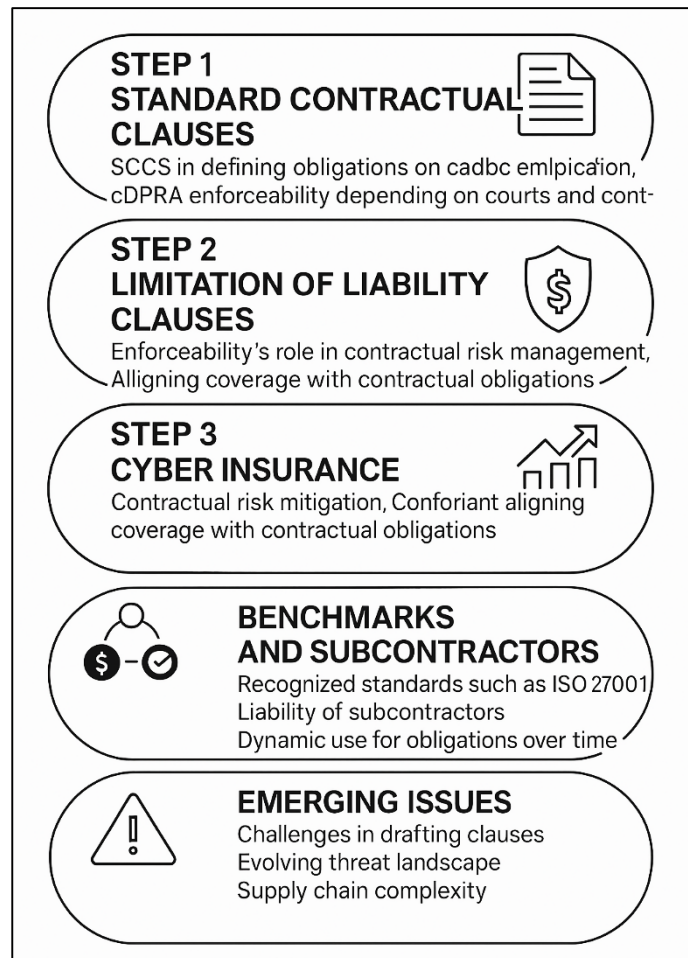 STEP 1
STANDARD CONTRACTUAL
CLAUSES
SCCS in defining obligations on cadbc emlpica'ion,
cDPRA enforceability depending on courts and cont-
STEP 2
LIMITATION OF LIABILITY
CLAUSES
Enforceability's role in contractual risk management,
Alligning coverage with contractual obligations
STEP 3
CYBER INSURANCE
Contractual risk mitigation, Conforiant aligning
coverage with contractual obligations
BENCHMARKS
AND SUBCONTRACTORS
Recognized standards such as ISO 27001
Liability of subcontractors
Dynamic use for obligations over time
EMERGING ISSUES
Challenges in drafting clauses
Evolving threat landscape
Supply chain complexity